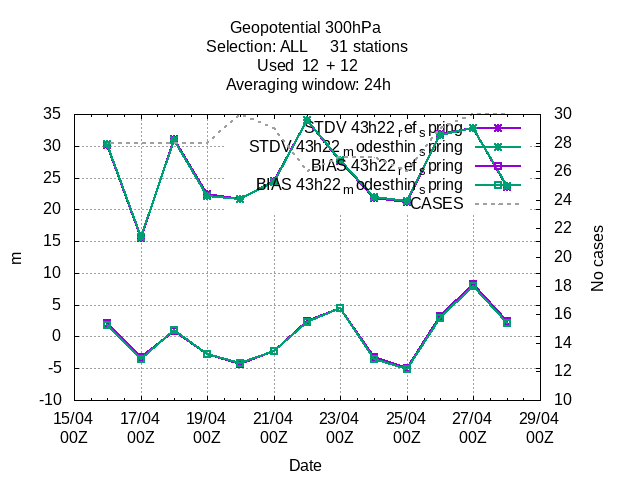 Geopotential 300hPa
Selection: ALL 31 stations
Used 12 + 12
Averaging window: 24h
STDV 43h22_ref_spring
STDV 43h22_modesthin_spring
BIAS 43h22_ref_spring
BIAS 43h22_modesthin_spring
CASES
35
30
25
20
15
10
5
0
-5
-10
m
30
28
26
24
22
20
18
16
14
12
10
No cases
15/04 17/04 19/04 21/04 23/04 25/04 27/04 29/04
00Z 00Z 00Z 00Z 00Z 00Z 00Z 00Z
Date